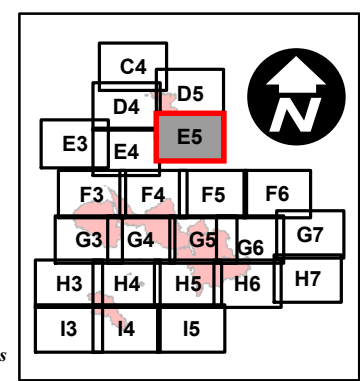 C4
D4 D5
E3 E4 E5
F3 F4 F5 F6
G3 G4 G5 G6 G7
H3 H4 H5 H6 H7
I3 I4 I5
N
s